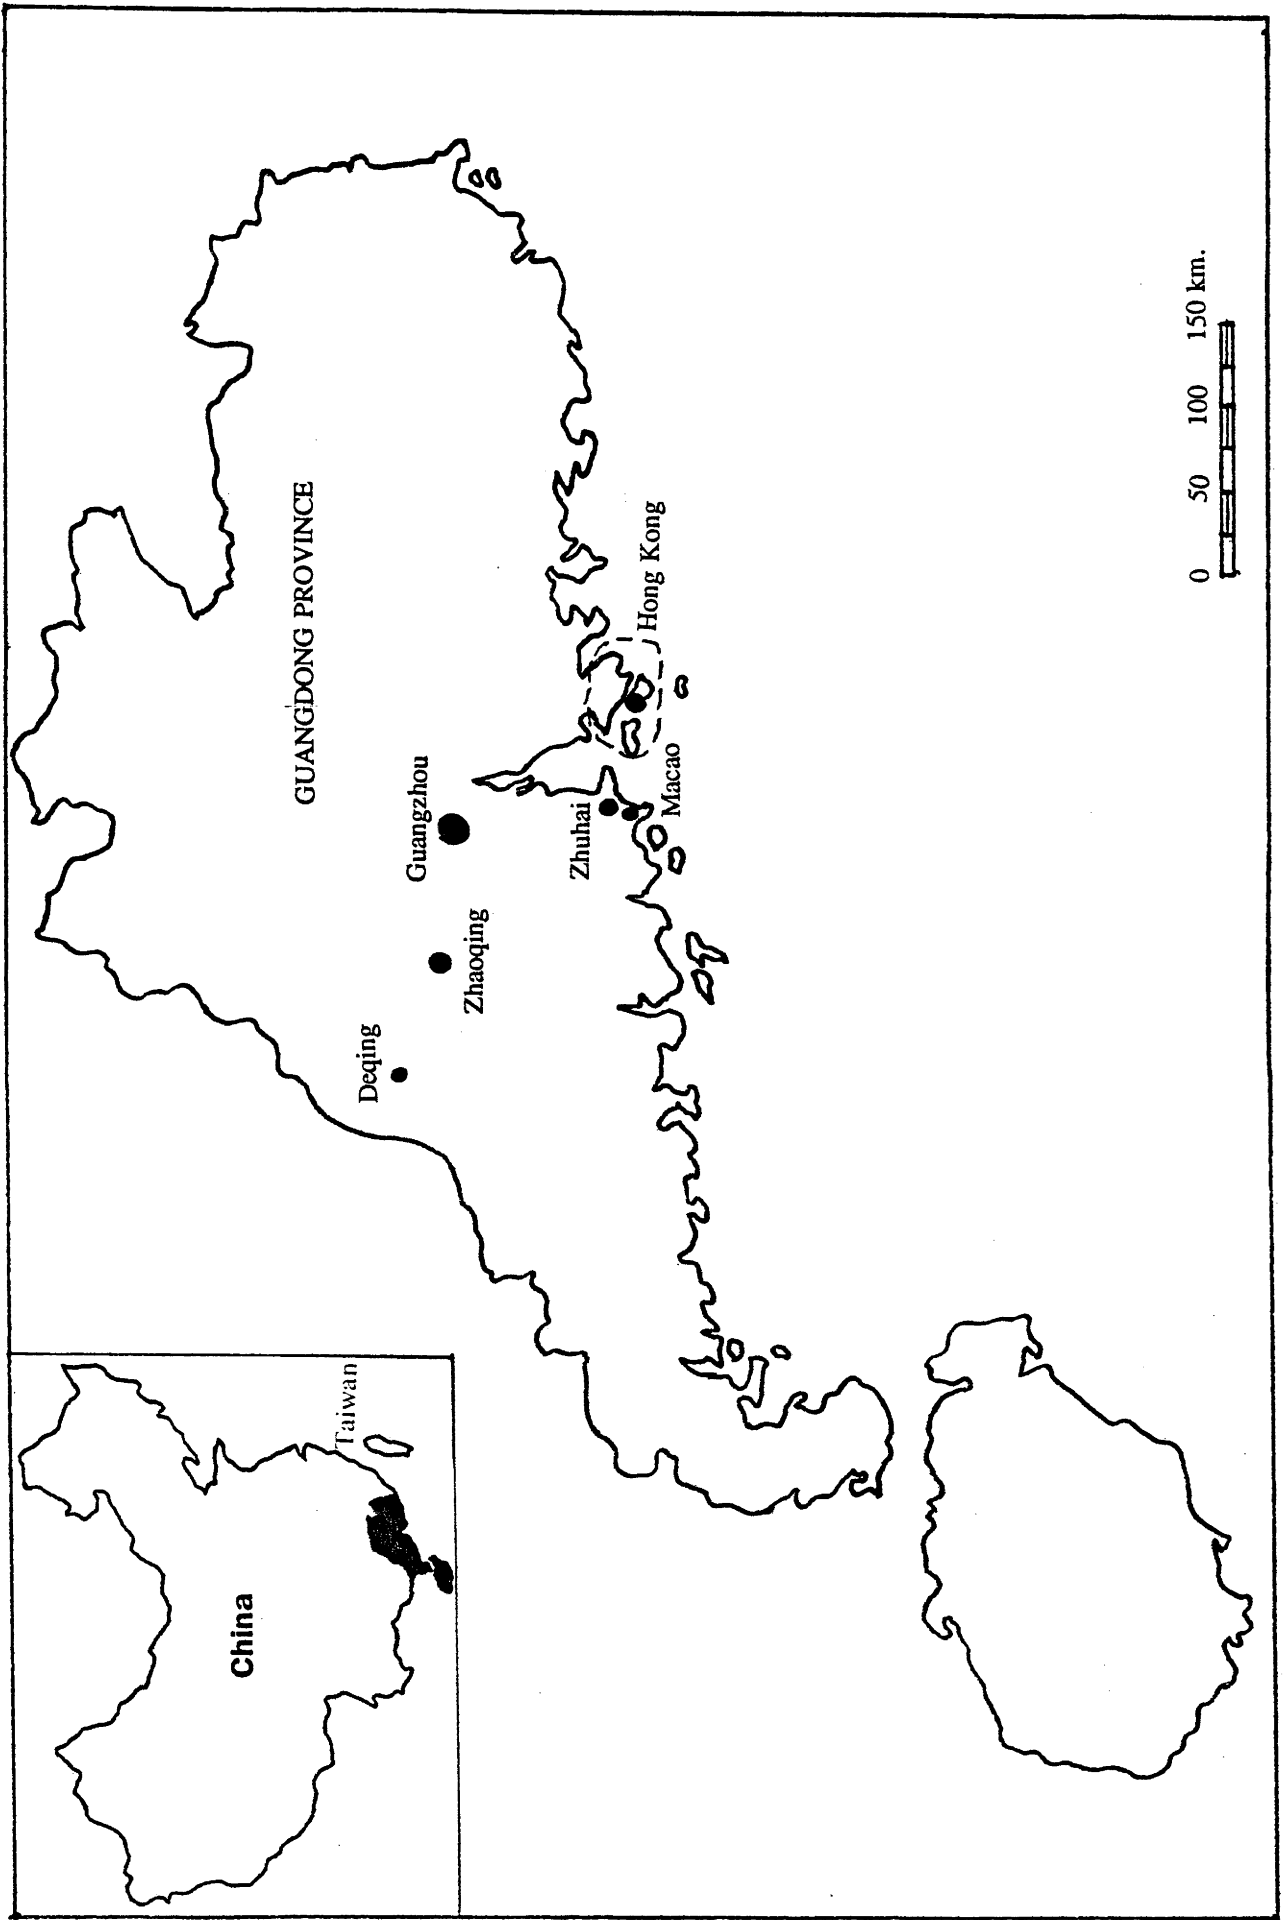 China
Taiwan
GUANGDONG PROVINCE
Deqing
Zhaoqing
Guangzhou
Zhuhai
Macao
Hong Kong
0 50 100 150 km.